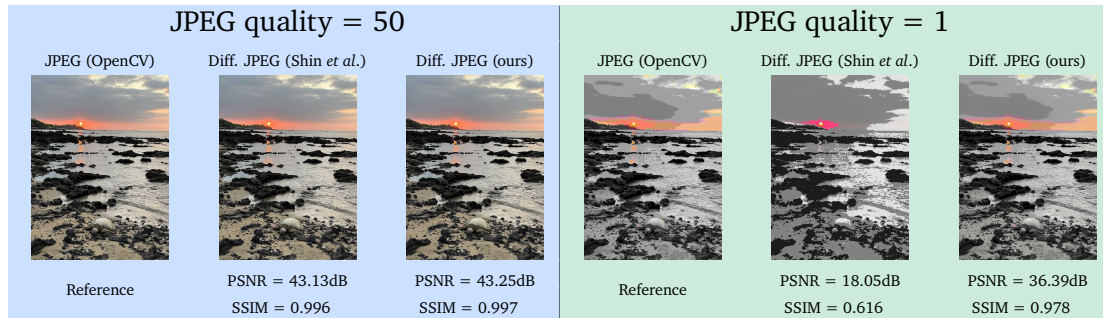 JPEG quality = 50
JPEG (OpenCV)
Diff. JPEG (Shin et al.)
Diff. JPEG (ours)
Reference
PSNR = 43.13dB
SSIM = 0.996
PSNR = 43.25dB
SSIM = 0.997
JPEG quality = 1
JPEG (OpenCV)
Diff. JPEG (Shin et al.)
Diff. JPEG (ours)
Reference
PSNR = 18.05dB
SSIM = 0.616
PSNR = 36.39dB
SSIM = 0.978